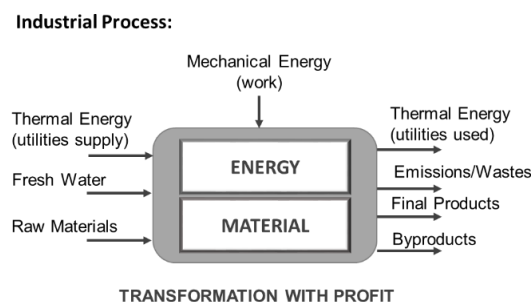 Industrial Process:
Mechanical Energy
(work)
Thermal Energy
(utilities supply)
Fresh Water
Raw Materials
ENERGY
MATERIAL
Thermal Energy
(utilities used)
Emissions/Wastes
Final Products
Byproducts
TRANSFORMATION WITH PROFIT